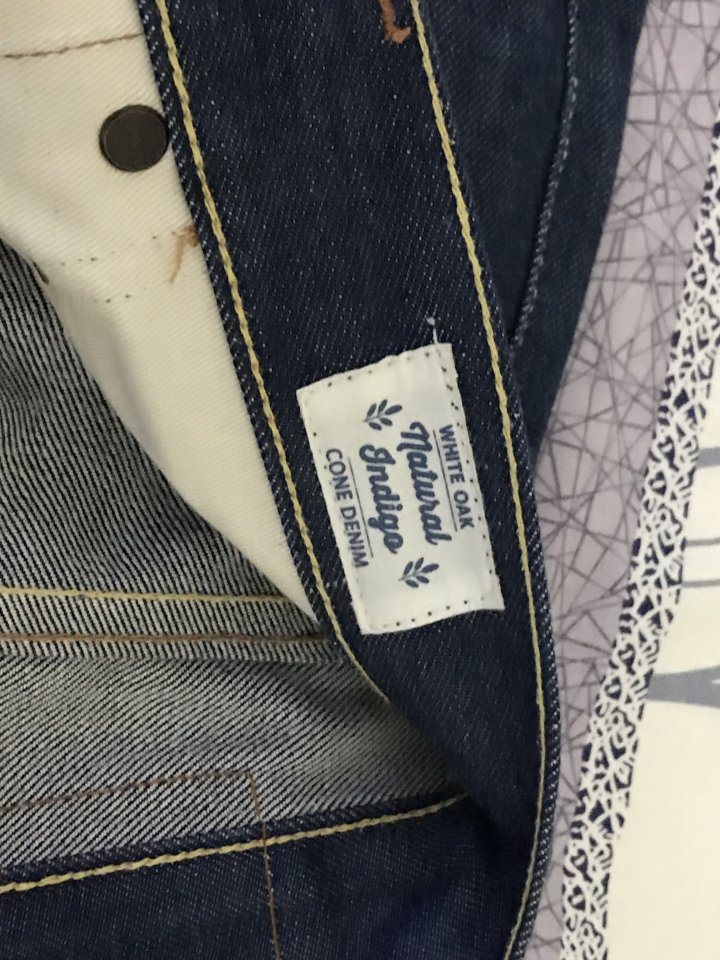 WHITE OAK
Natural
Indigo
CONE DENIM